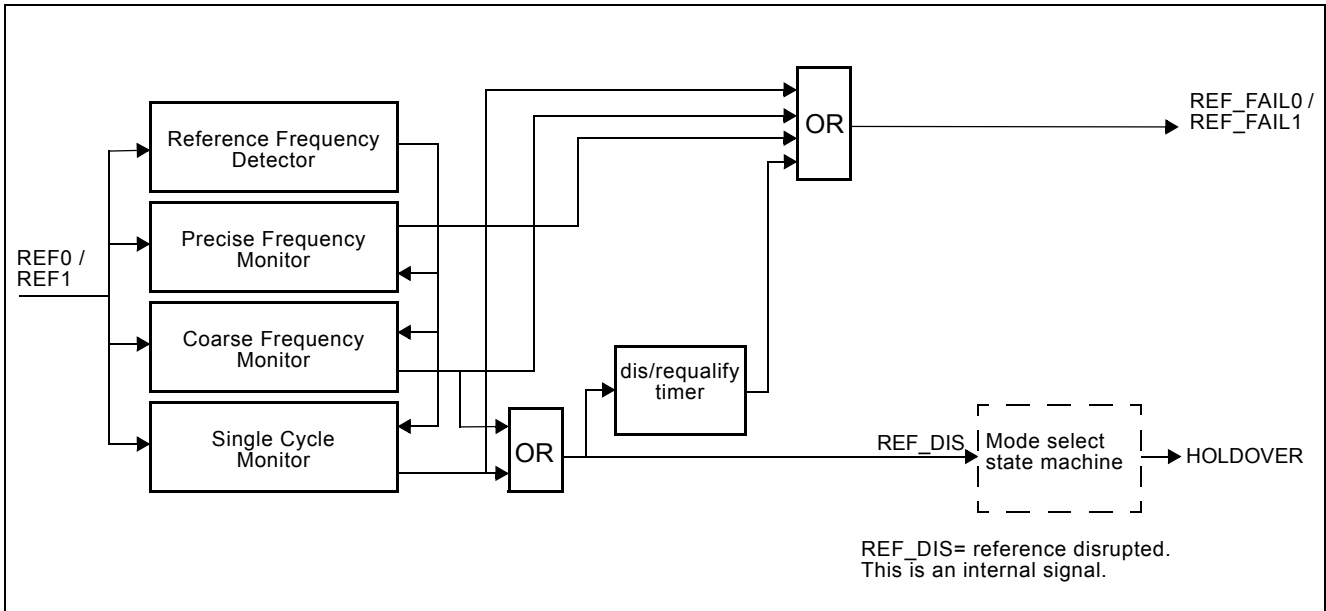 REF0 /
REF1
Reference Frequency
Detector
Precise Frequency
Monitor
Coarse Frequency
Monitor
Single Cycle
Monitor
OR
dis/requalify
timer
OR
REF_FAIL0 /
REF_FAIL1
REF_DIS
Mode select
state machine
HOLDOVER
REF_DIS= reference disrupted.
This is an internal signal.